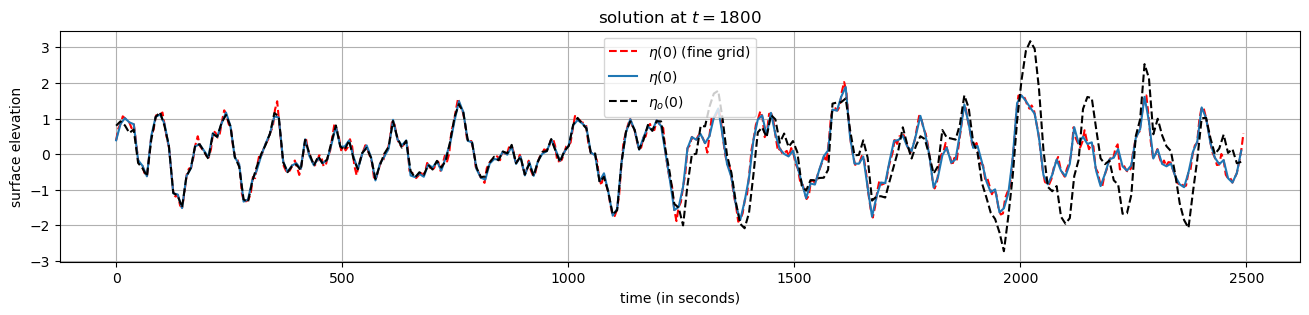 solution at t = 1800
η(0) (fine grid)
η(0)
ηₒ(0)
surface elevation
3
2
1
0
−1
−2
−3
0 500 1000 1500 2000 2500
time (in seconds)